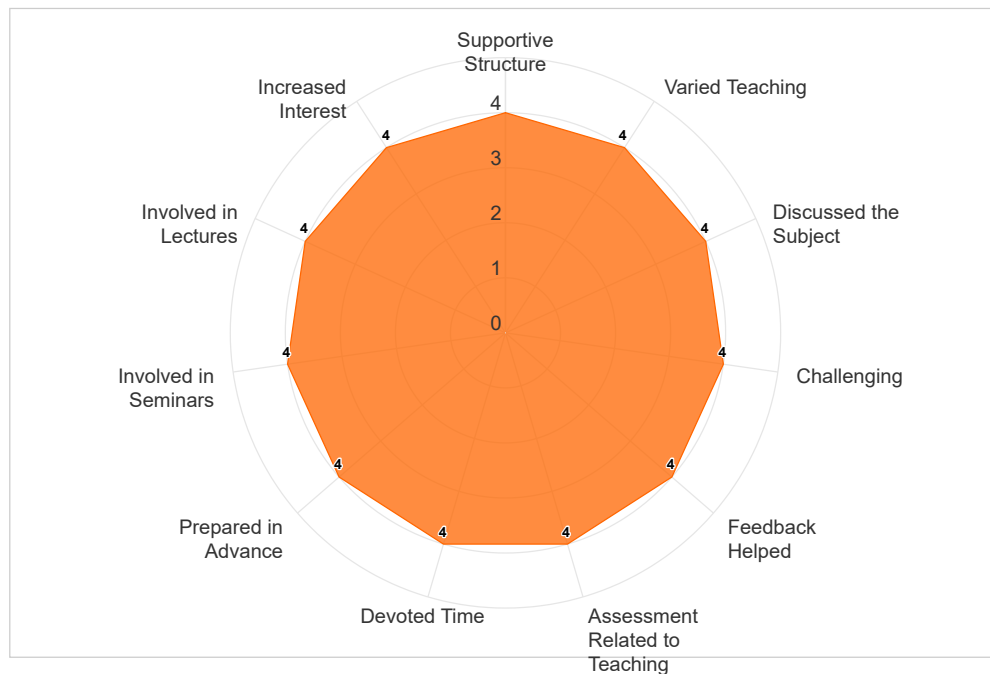 Supportive
Structure
Increased
Interest
Varied Teaching
4
4
4
3
Involved in
Lectures
4
2
4
Discussed the
Subject
1
0
Involved in
Seminars
4
4
Challenging
4
4
Prepared in
Advance
Feedback
Helped
4
4
Devoted Time
Assessment
Related to
Teaching